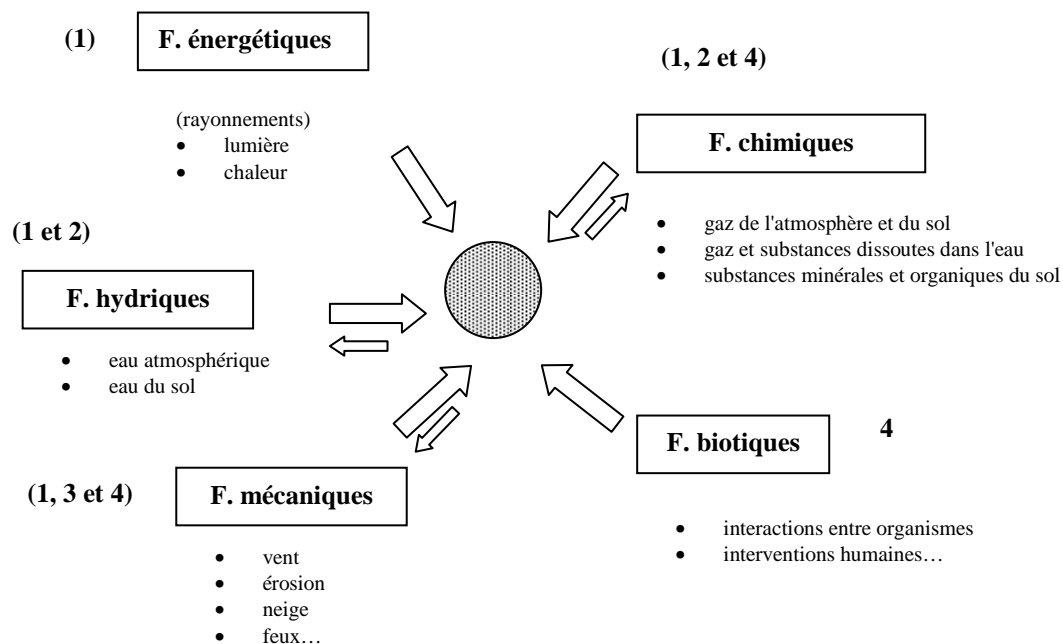 (1)
F. énergétiques
(rayonnements)
• lumière
• chaleur
(1, 2 et 4)
F. chimiques
• gaz de l'atmosphère et du sol
• gaz et substances dissoutes dans l'eau
• substances minérales et organiques du sol
(1 et 2)
F. hydriques
• eau atmosphérique
• eau du sol
(1, 3 et 4)
F. mécaniques
• vent
• érosion
• neige
• feux…
F. biotiques
4
• interactions entre organismes
• interventions humaines…